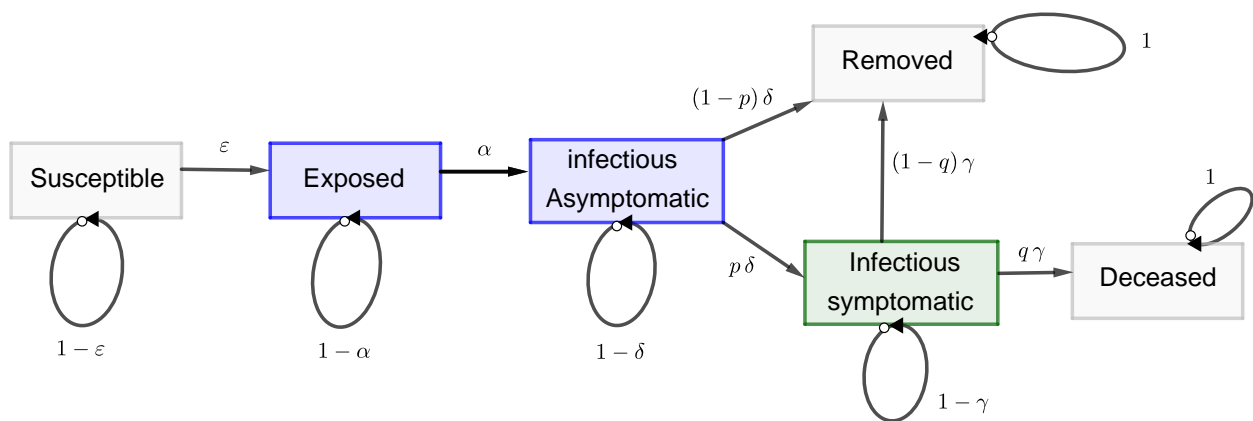 Removed
1
(1 − p) δ
ε
α
infectious
Asymptomatic
Susceptible
Exposed
(1 − q) γ
1
p δ
Infectious
symptomatic
q γ
Deceased
1 − ε
1 − α
1 − δ
1 − γ